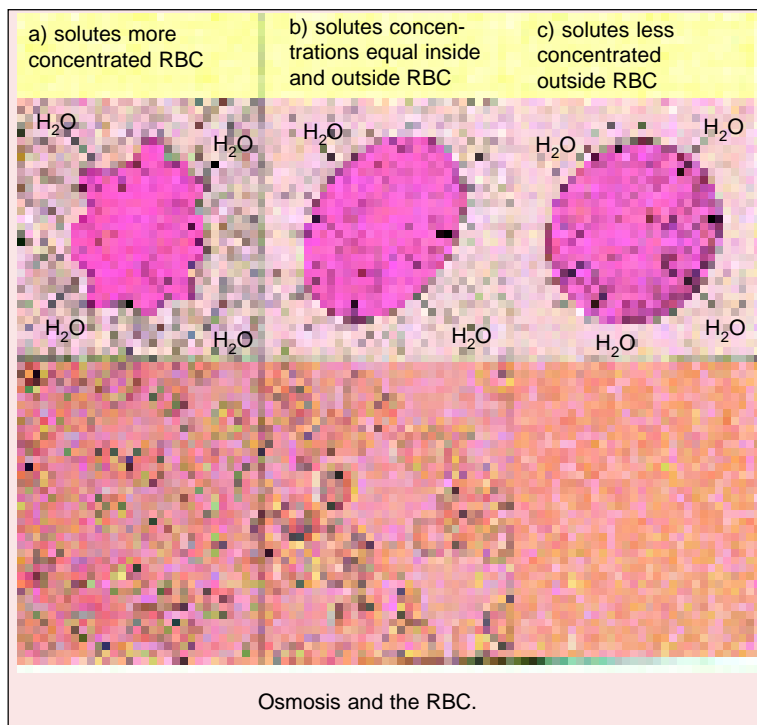 a) solutes more
concentrated RBC
b) solutes concen-
trations equal inside
and outside RBC
c) solutes less
concentrated
outside RBC
H₂O
H₂O
H₂O
H₂O
H₂O
H₂O
H₂O
H₂O
H₂O
H₂O
Osmosis and the RBC.